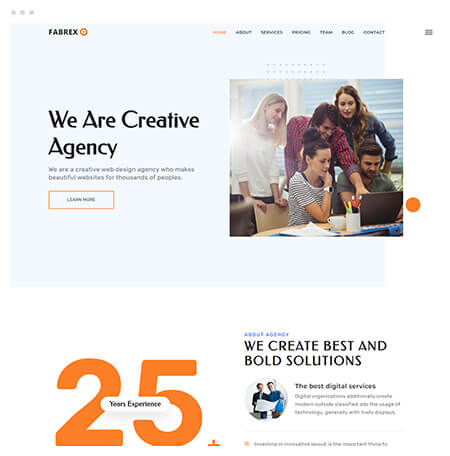 FABREX
HOME ABOUT SERVICES PRICING TEAM BLOG CONTACT
We Are Creative
Agency
We are a creative web design agency who makes
beautiful websites for thousands of peoples.
LEARN MORE
25
Years Experience
+
ABOUT AGENCY
WE CREATE BEST AND
BOLD SOLUTIONS
The best digital services
Digital organizations additionally create
modern outside classified ads the usage of
technology, generally with lively displays.
Investing in innovative layout is the important thing to